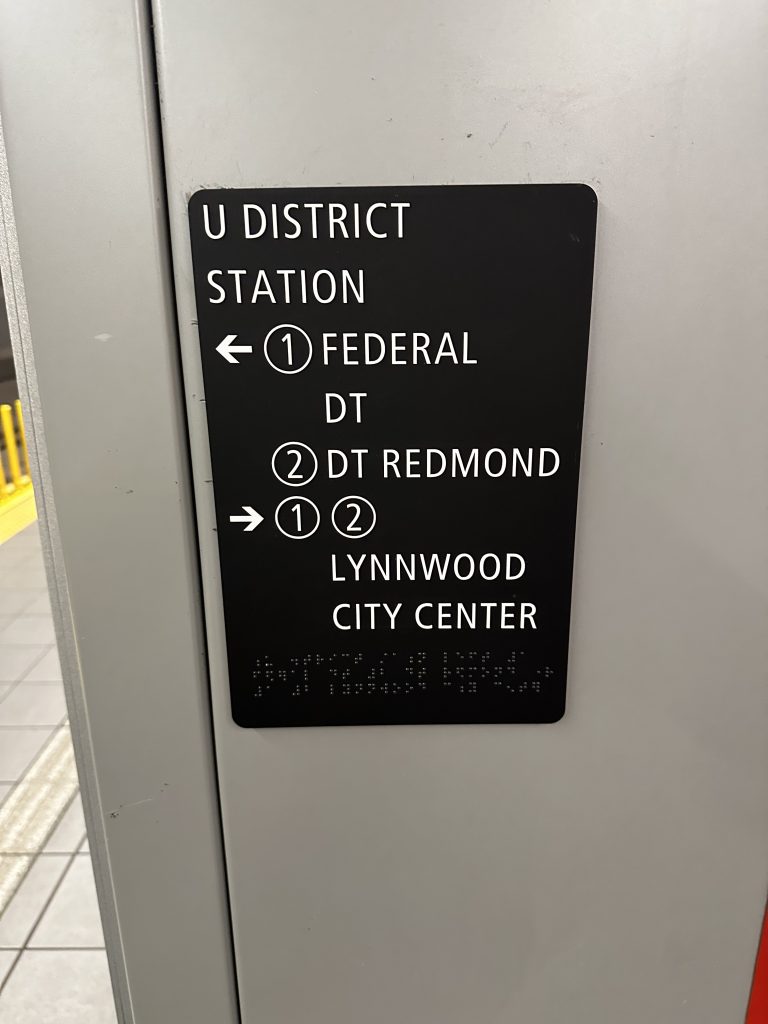 U DISTRICT
STATION
← ① FEDERAL
DT
② DT REDMOND
→ ① ②
LYNNWOOD
CITY CENTER